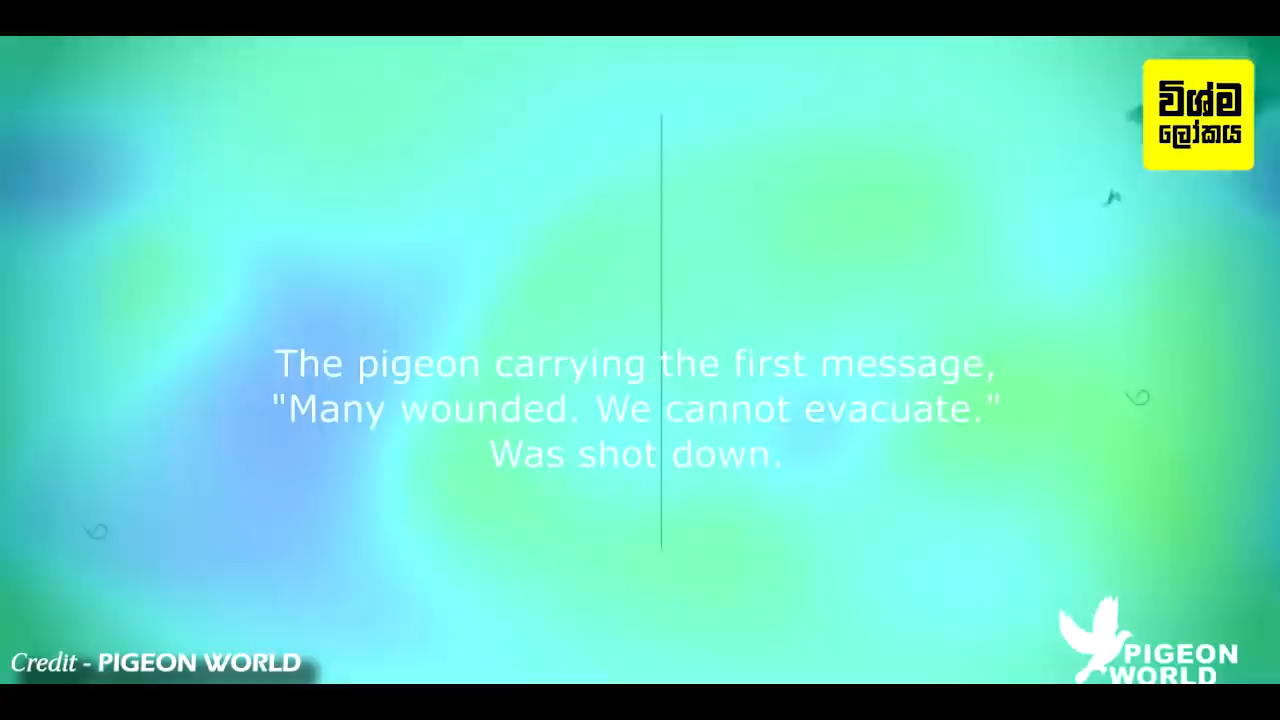 විශ්ම
ලෝකය
The pigeon carrying the first message,
"Many wounded. We cannot evacuate."
Was shot down.
Credit - PIGEON WORLD
PIGEON
WORLD